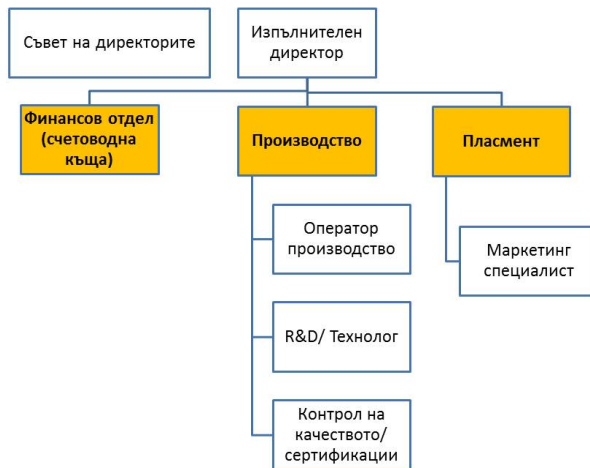 Съвет на директорите
Изпълнителен
директор
Финансов отдел
(счетоводна
къща)
Производство
Пласмент
Оператор
производство
Маркетинг
специалист
R&D/ Технолог
Контрол на
качеството/
сертификации